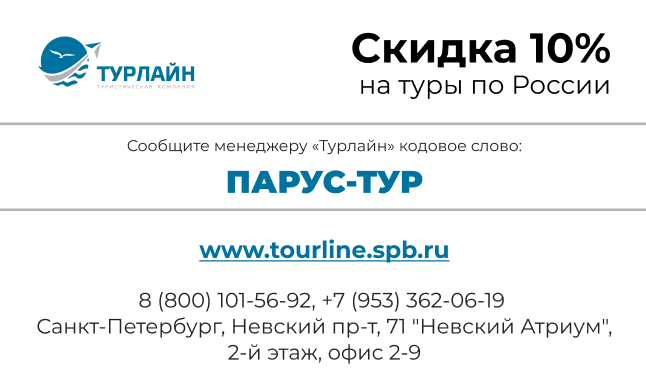 ТУРЛАЙН
ТУРИСТИЧЕСКАЯ КОМПАНИЯ
Скидка 10%
на туры по России
Сообщите менеджеру «Турлайн» кодовое слово:
ПАРУС-ТУР
www.tourline.spb.ru
8 (800) 101-56-92, +7 (953) 362-06-19
Санкт-Петербург, Невский пр-т, 71 "Невский Атриум",
2-й этаж, офис 2-9